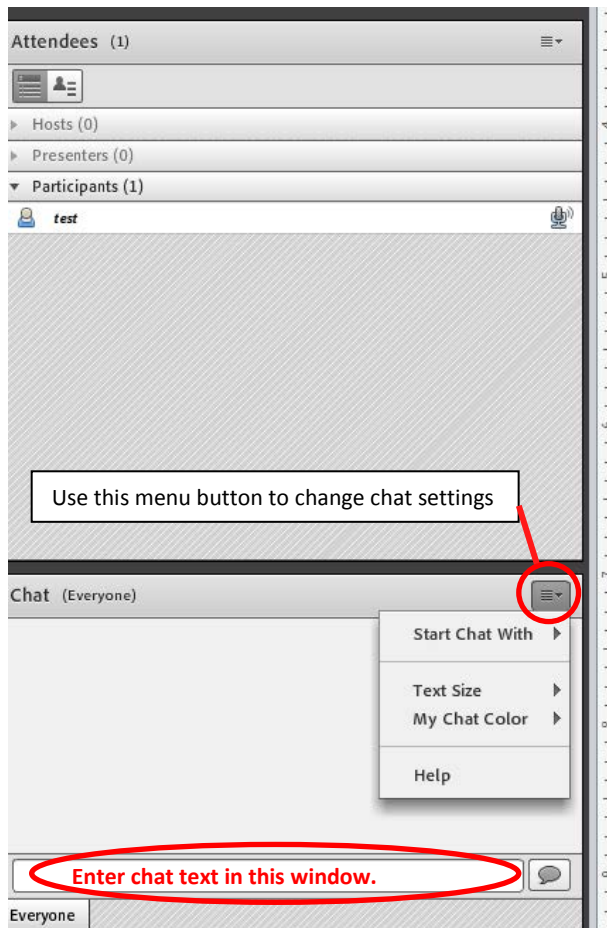 Attendees (1)
Hosts (0)
Presenters (0)
Participants (1)
test
Use this menu button to change chat settings
Chat (Everyone)
Start Chat With
Text Size
My Chat Color
Help
Enter chat text in this window.
Everyone